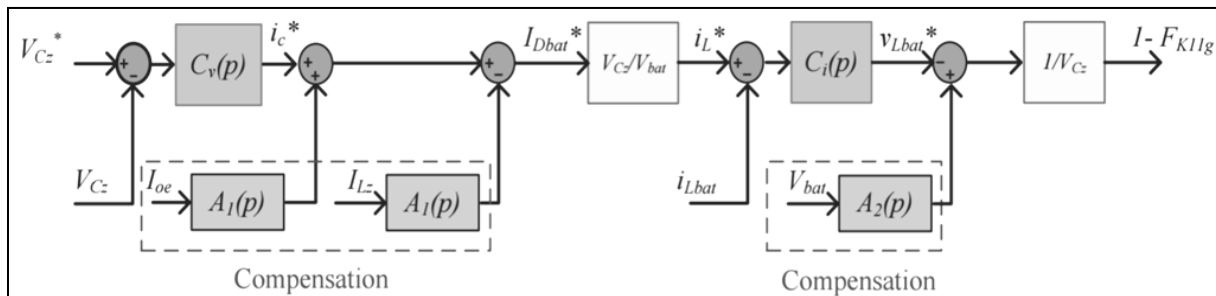 V_Cz*
+
-
C_v(p)
i_c*
+
+
+
-
I_Dbat*
V_Cz/V_bat
i_L*
+
-
C_i(p)
v_Lbat*
-
+
1/V_Cz
1- F_K11g
V_Cz
I_oe
A_1(p)
I_Lz
A_1(p)
i_Lbat
V_bat
A_2(p)
Compensation
Compensation